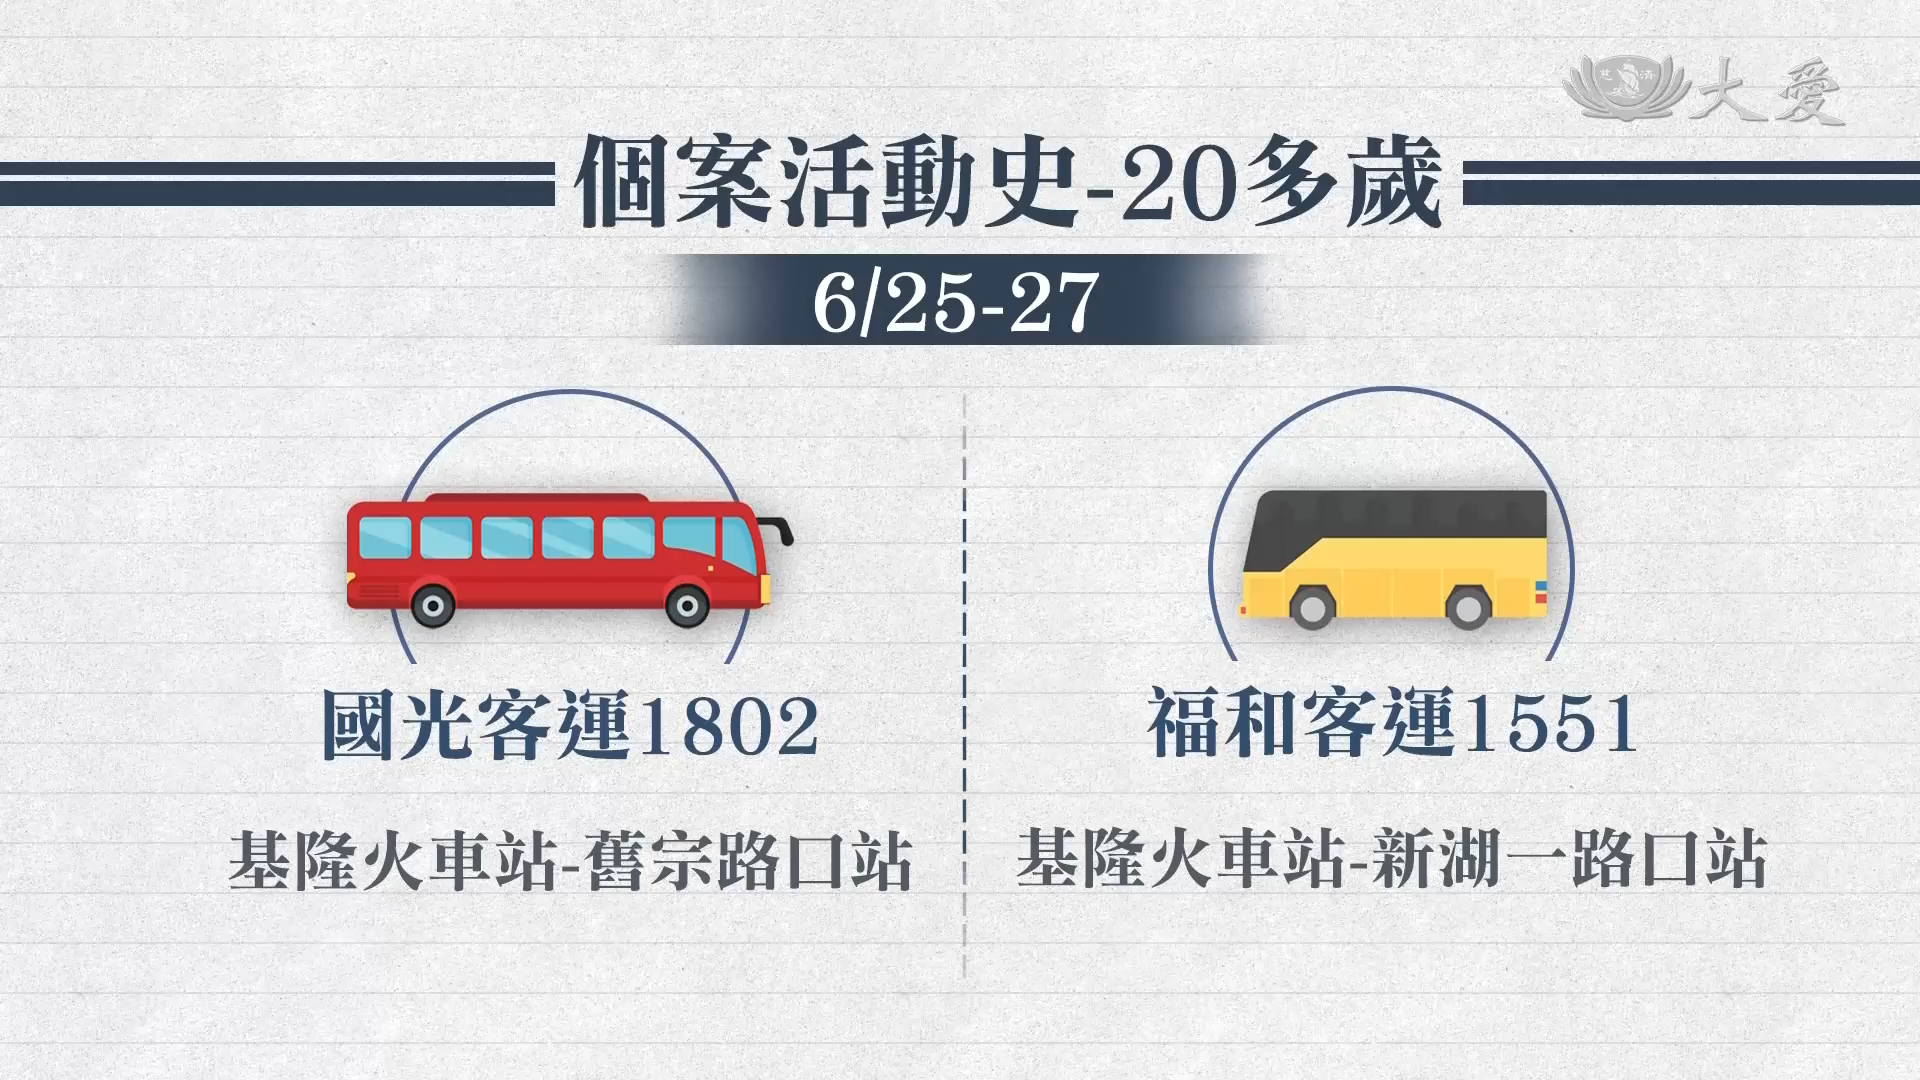 慈濟 大愛
個案活動史-20多歲
6/25-27
國光客運1802
基隆火車站-舊宗路口站
福和客運1551
基隆火車站-新湖一路口站